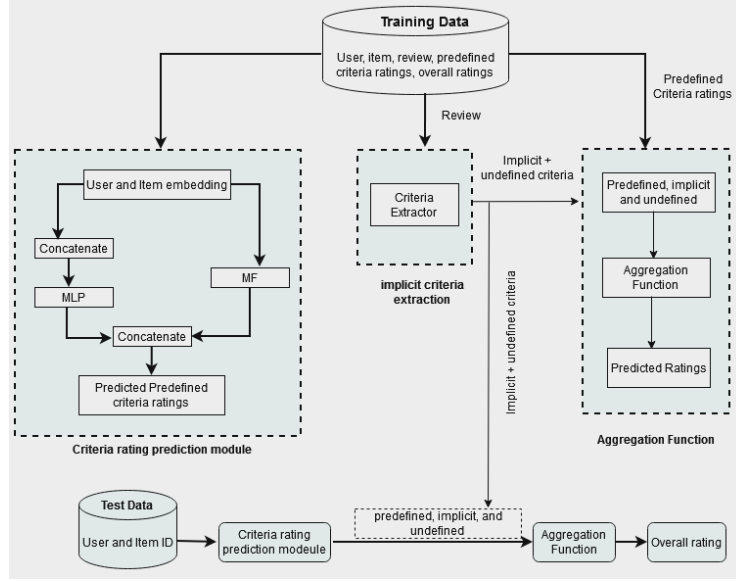 Training Data
User, item, review, predefined
criteria ratings, overall ratings
Predefined
Criteria ratings
Review
User and Item embedding
Concatenate
MLP
MF
Concatenate
Predicted Predefined
criteria ratings
Criteria rating prediction module
Criteria
Extractor
implicit criteria
extraction
Implicit +
undefined criteria
Implicit + undefined criteria
Predefined, implicit
and undefined
Aggregation
Function
Predicted Ratings
Aggregation Function
Test Data
User and Item ID
Criteria rating
prediction modeule
predefined, implicit, and
undefined
Aggregation
Function
Overall rating